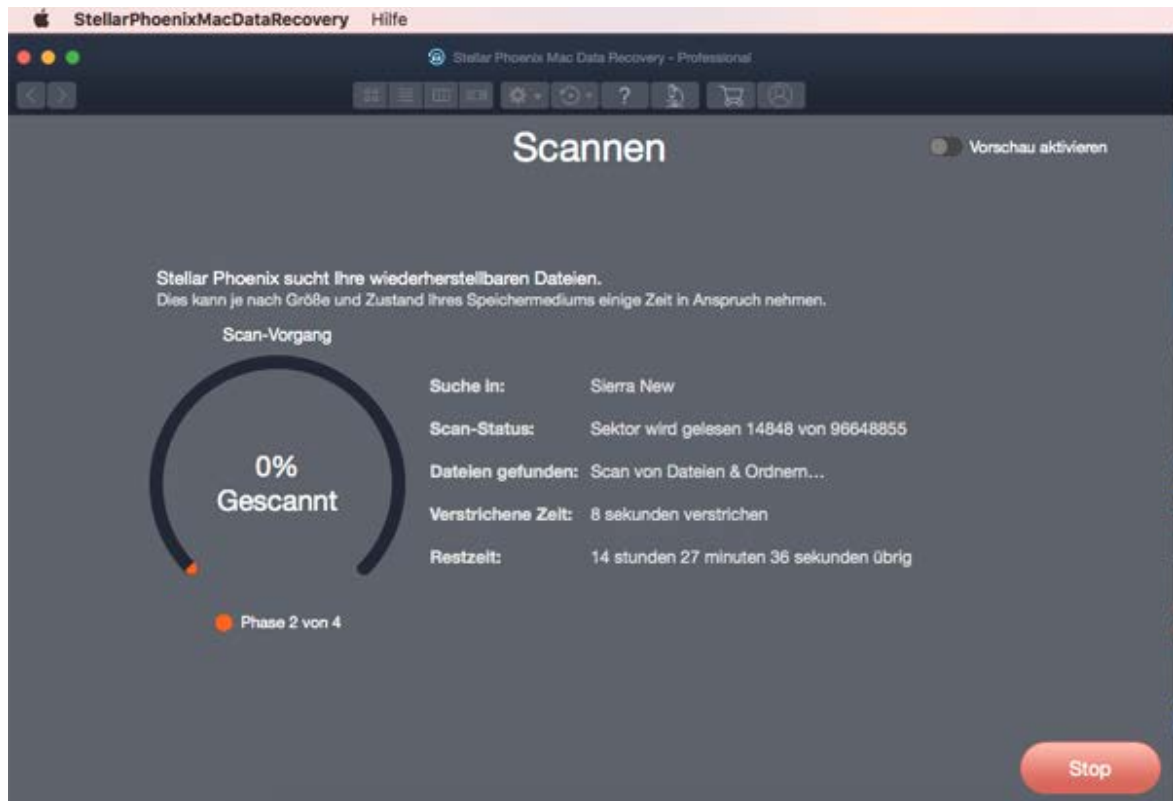 StellarPhoenixMacDataRecovery Hilfe
Stellar Phoenix Mac Data Recovery - Professional
?
Scannen
Vorschau aktivieren
Stellar Phoenix sucht Ihre wiederherstellbaren Dateien.
Dies kann je nach Größe und Zustand Ihres Speichermediums einige Zeit in Anspruch nehmen.
Scan-Vorgang
0%
Gescannt
Phase 2 von 4
Suche in: Sierra New
Scan-Status: Sektor wird gelesen 14848 von 96648855
Dateien gefunden: Scan von Dateien & Ordnern...
Verstrichene Zeit: 8 sekunden verstrichen
Restzeit: 14 stunden 27 minuten 36 sekunden übrig
Stop